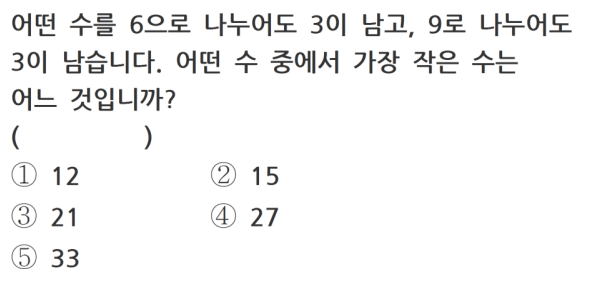 어떤 수를 6으로 나누어도 3이 남고, 9로 나누어도
3이 남습니다. 어떤 수 중에서 가장 작은 수는
어느 것입니까?
( )
① 12 ② 15
③ 21 ④ 27
⑤ 33